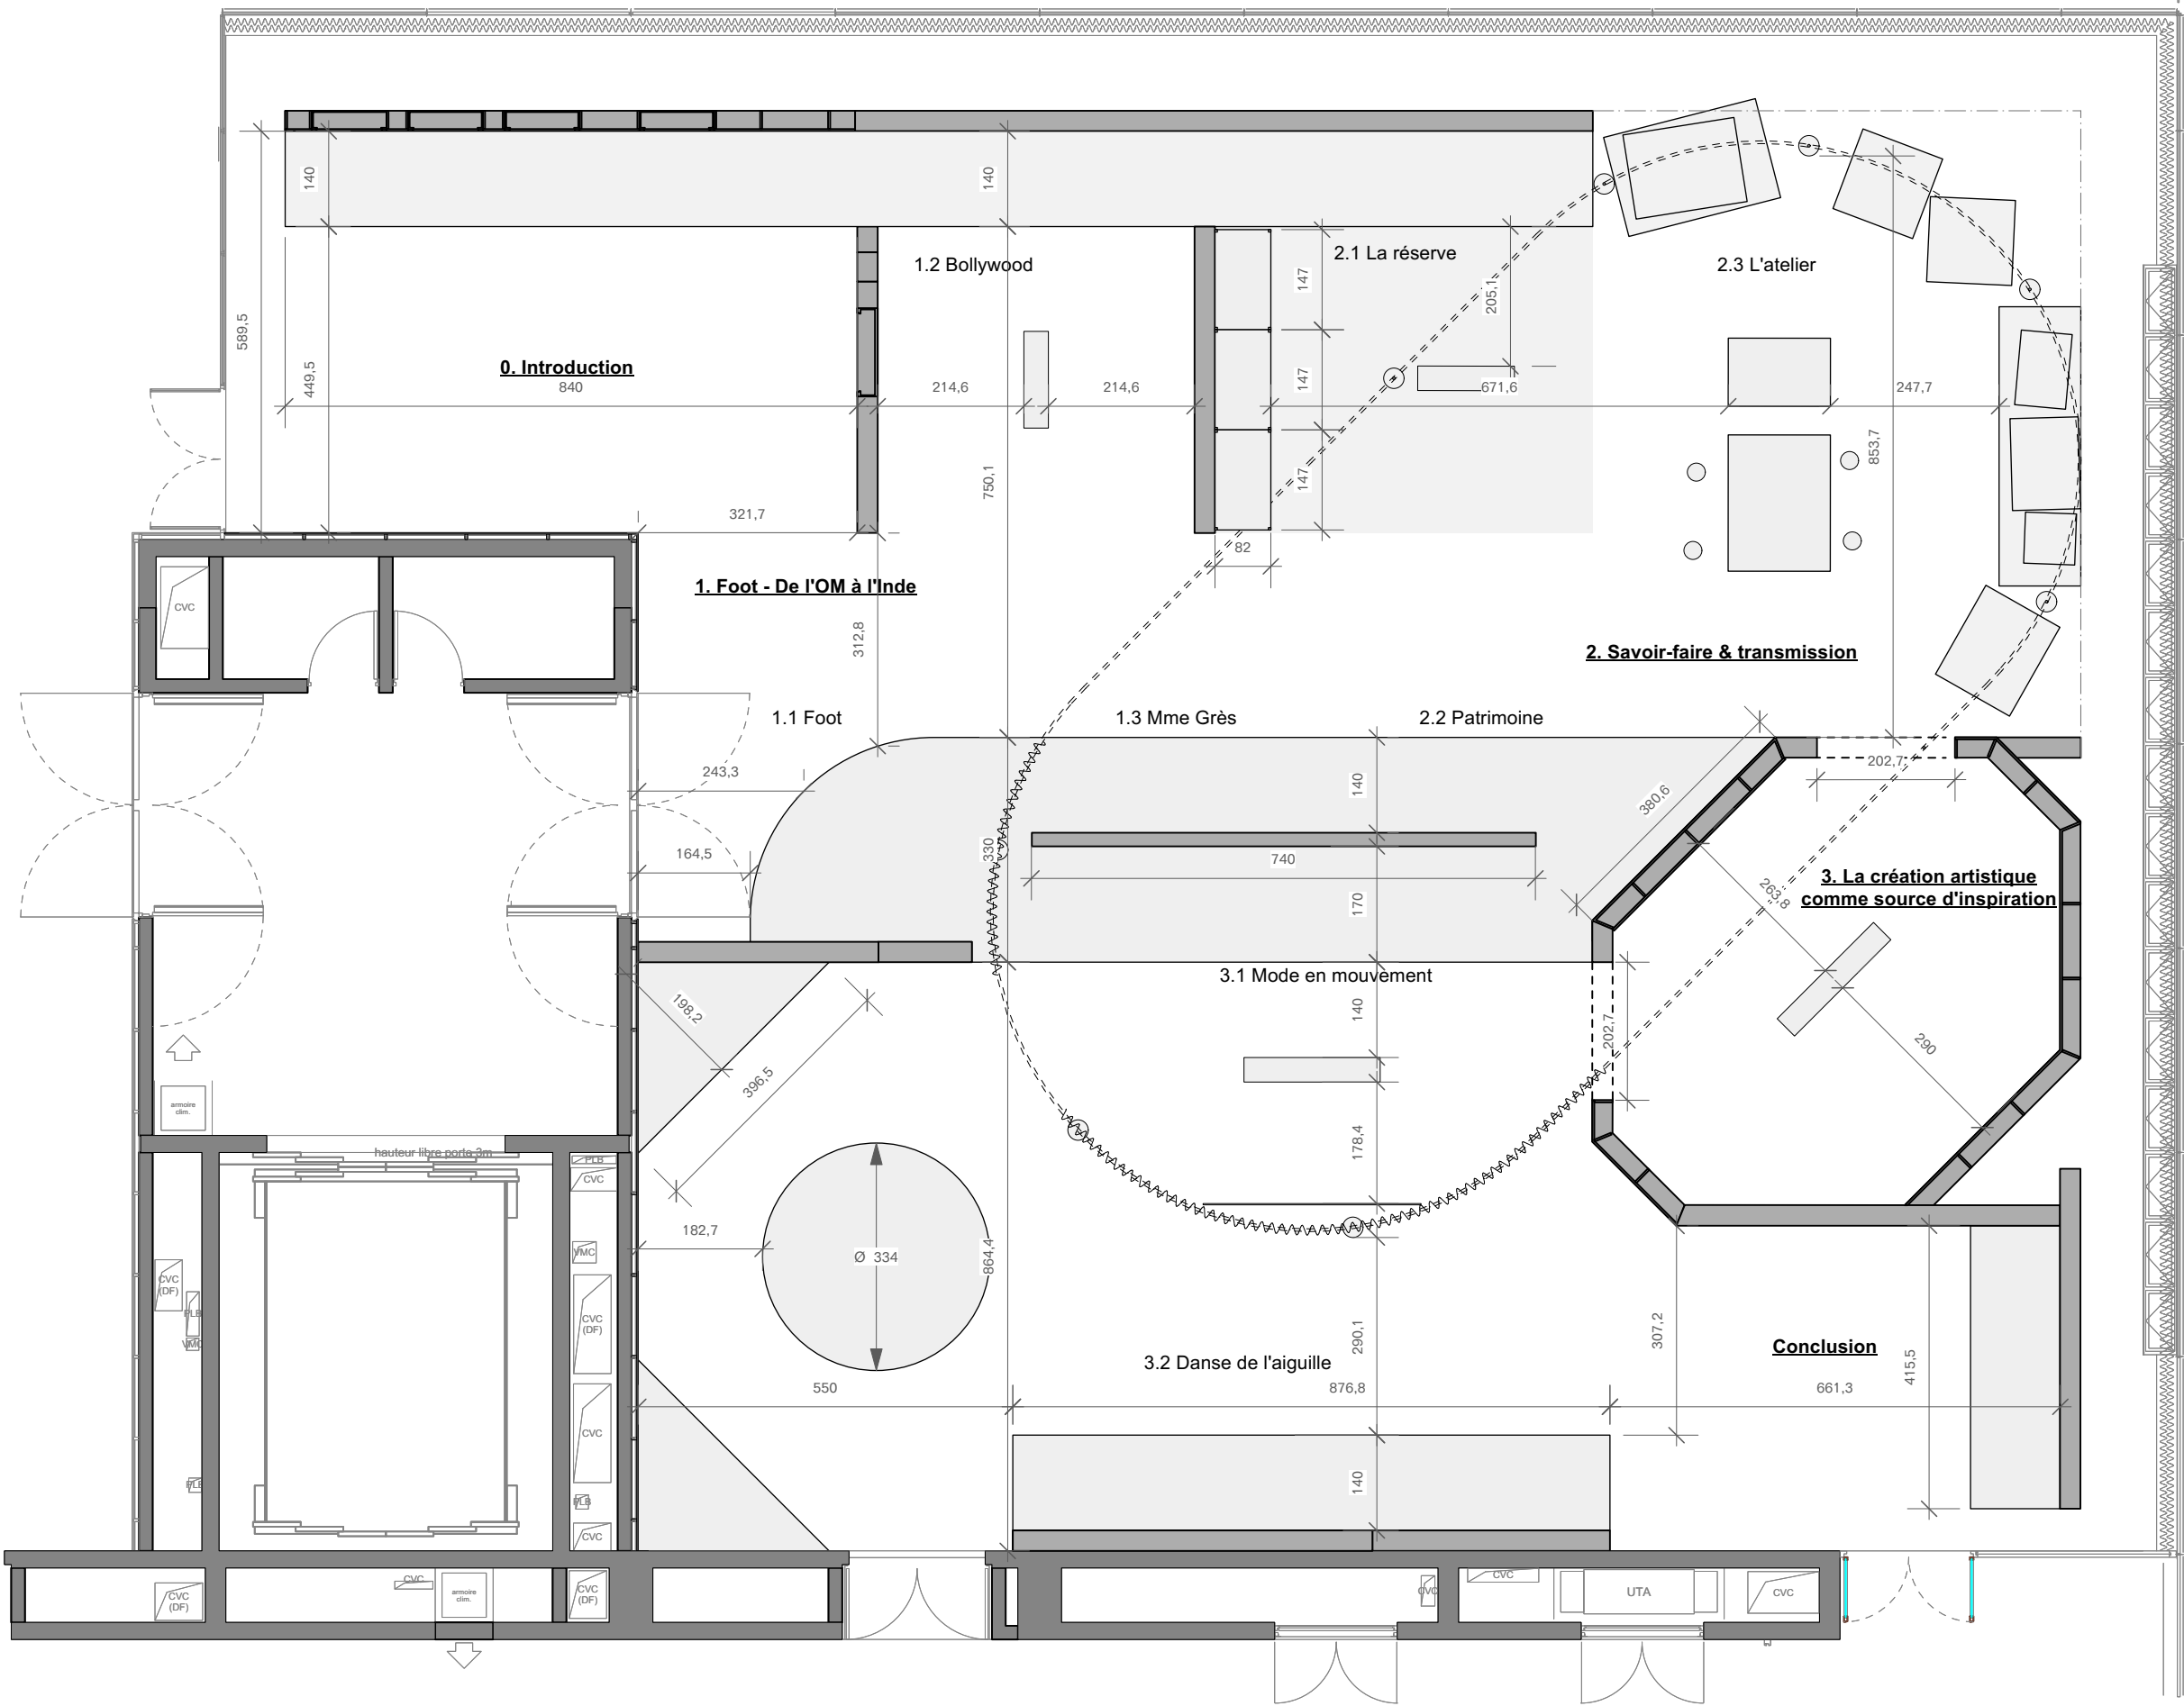 140
140
1.2 Bollywood
2.1 La réserve
2.3 L'atelier
147
205,1
589,5
449,5
0. Introduction
840
214,6
214,6
147
671,6
247,7
853,7
750,1
147
321,7
82
1. Foot - De l'OM à l'Inde
CVC
312,8
2. Savoir-faire & transmission
1.1 Foot
1.3 Mme Grès
2.2 Patrimoine
243,3
140
202,7
380,6
164,5
330
740
263,8
3. La création artistique
comme source d'inspiration
170
3.1 Mode en mouvement
198,2
140
202,7
290
396,5
armoire
clim.
hauteur libre porte 3m
PLB
CVC
178,4
182,7
Ø 334
864,4
VMC
CVC
(DF)
PLB
VMC
CVC
(DF)
290,1
307,2
Conclusion
415,5
3.2 Danse de l'aiguille
550
876,8
661,3
CVC
140
PLB
PLB
CVC
CVC
(DF)
CVC
armoire
clim.
CVC
(DF)
CVC
CVC
UTA
CVC